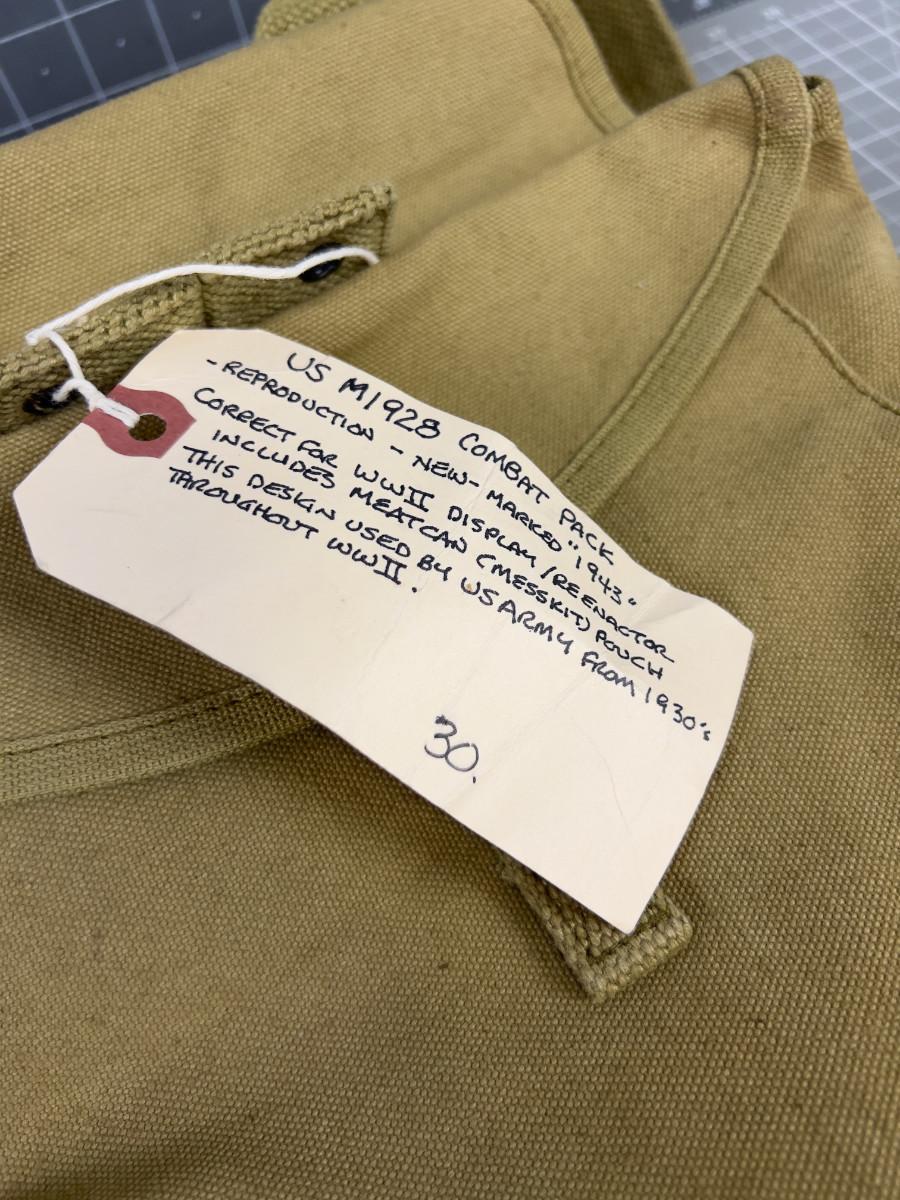 US M1928 COMBAT PACK
- REPRODUCTION - NEW - MARKED "1943"
CORRECT FOR WWII DISPLAY / REENACTOR
INCLUDES MEATCAN (MESSKIT) POUCH
THIS DESIGN USED BY US ARMY FROM 1930's
THROUGHOUT WWII.
30.